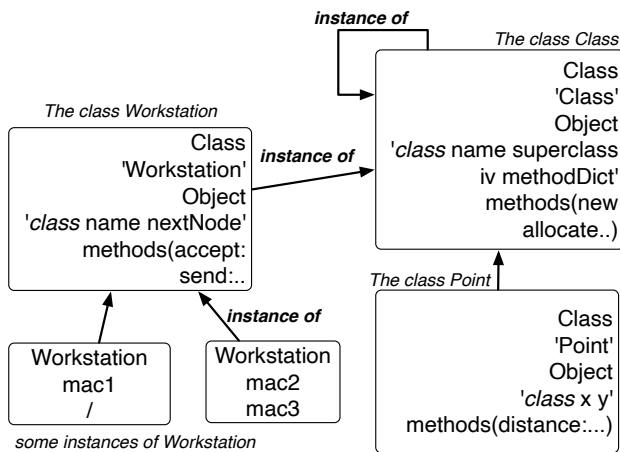 instance of
The class Class
Class
'Class'
Object
'class name superclass
iv methodDict'
methods(new
allocate..)
The class Workstation
Class
'Workstation'
Object
'class name nextNode'
methods(accept:
send:..
instance of
The class Point
Class
'Point'
Object
'class x y'
methods(distance:...)
instance of
Workstation
mac1
/
Workstation
mac2
mac3
some instances of Workstation